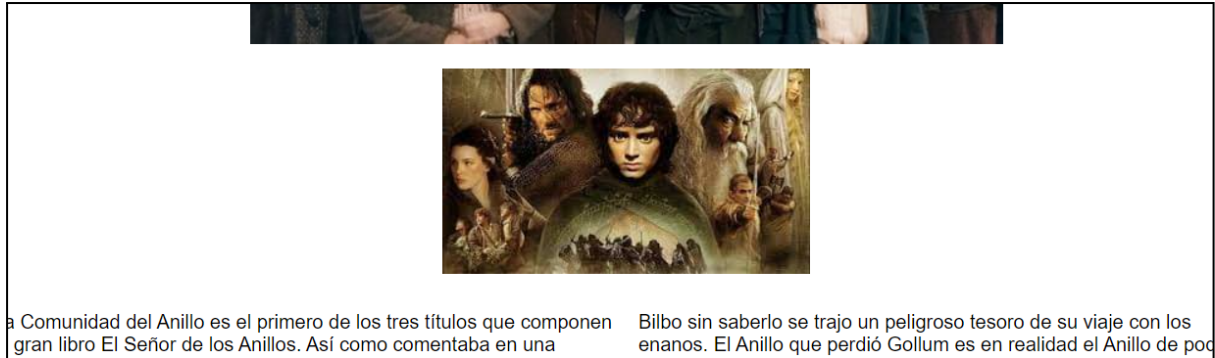 a Comunidad del Anillo es el primero de los tres títulos que componen
gran libro El Señor de los Anillos. Así como comentaba en una
Bilbo sin saberlo se trajo un peligroso tesoro de su viaje con los
enanos. El Anillo que perdió Gollum es en realidad el Anillo de